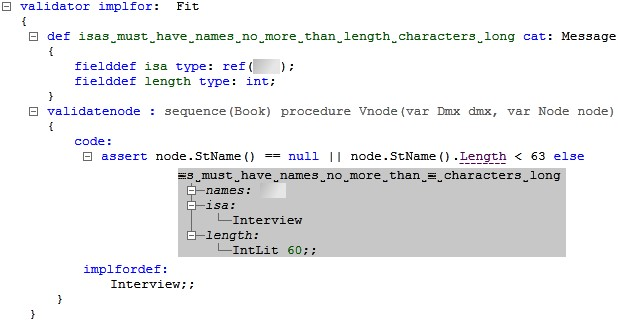 validator implfor: Fit
{
def isas_must_have_names_no_more_than_length_characters_long cat: Message
{
fielddef isa type: ref( );
fielddef length type: int;
}
validatenode : sequence(Book) procedure Vnode(var Dmx dmx, var Node node)
{
code:
assert node.StName() == null || node.StName().Length < 63 else
≡s_must_have_names_no_more_than_≡_characters_long
names:
isa:
Interview
length:
IntLit 60;;
implfordef:
Interview;;
}
}